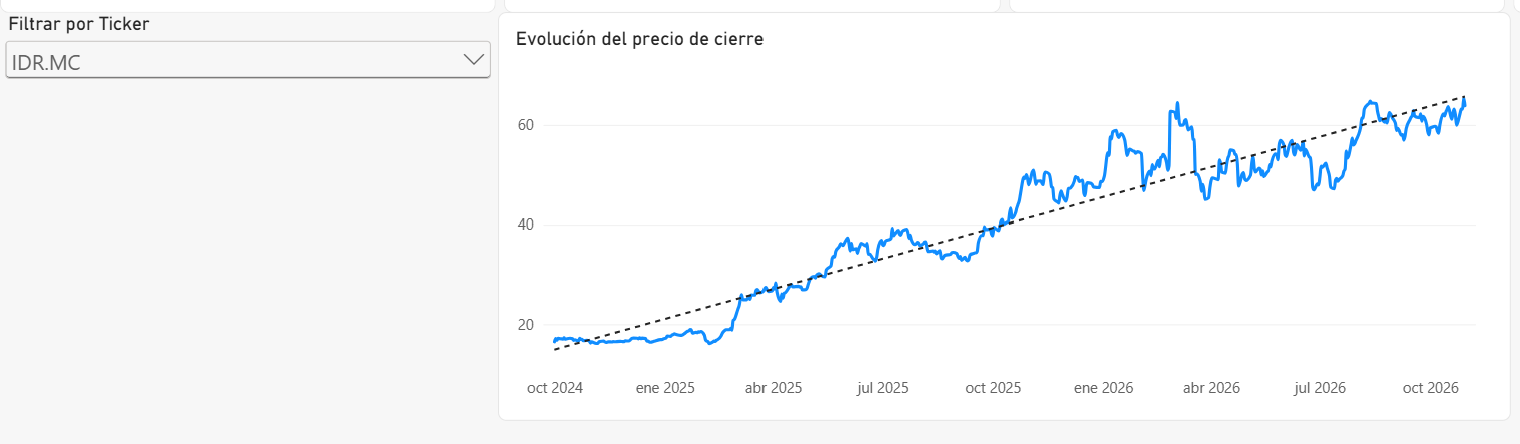 Filtrar por Ticker
IDR.MC
Evolución del precio de cierre
60
40
20
oct 2024 ene 2025 abr 2025 jul 2025 oct 2025 ene 2026 abr 2026 jul 2026 oct 2026